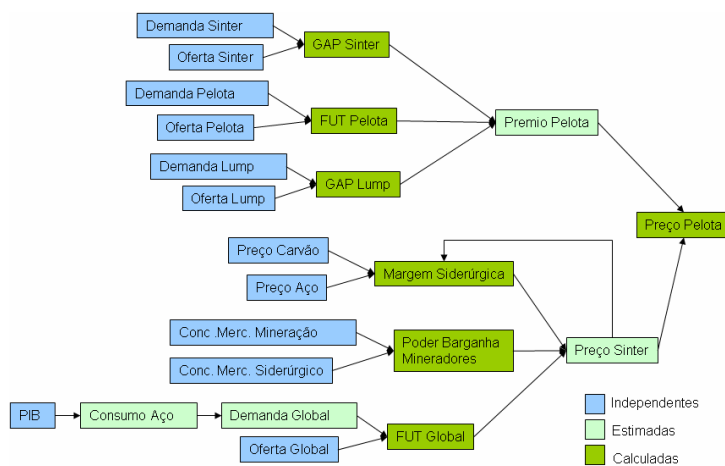 Demanda Sinter
Oferta Sinter
GAP Sinter
Demanda Pelota
Oferta Pelota
FUT Pelota
Premio Pelota
Demanda Lump
Oferta Lump
GAP Lump
Preço Pelota
Preço Carvão
Preço Aço
Margem Siderúrgica
Conc .Merc. Mineração
Conc. Merc. Siderúrgico
Poder Barganha
Mineradores
Preço Sinter
PIB
Consumo Aço
Demanda Global
Oferta Global
FUT Global
Independentes
Estimadas
Calculadas